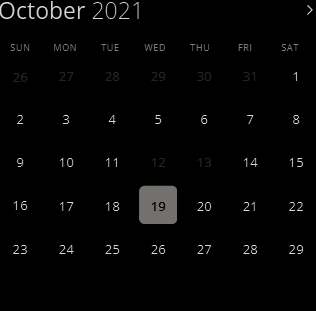 October 2021
SUN MON TUE WED THU FRI SAT
26 27 28 29 30 31 1
2 3 4 5 6 7 8
9 10 11 12 13 14 15
16 17 18 19 20 21 22
23 24 25 26 27 28 29